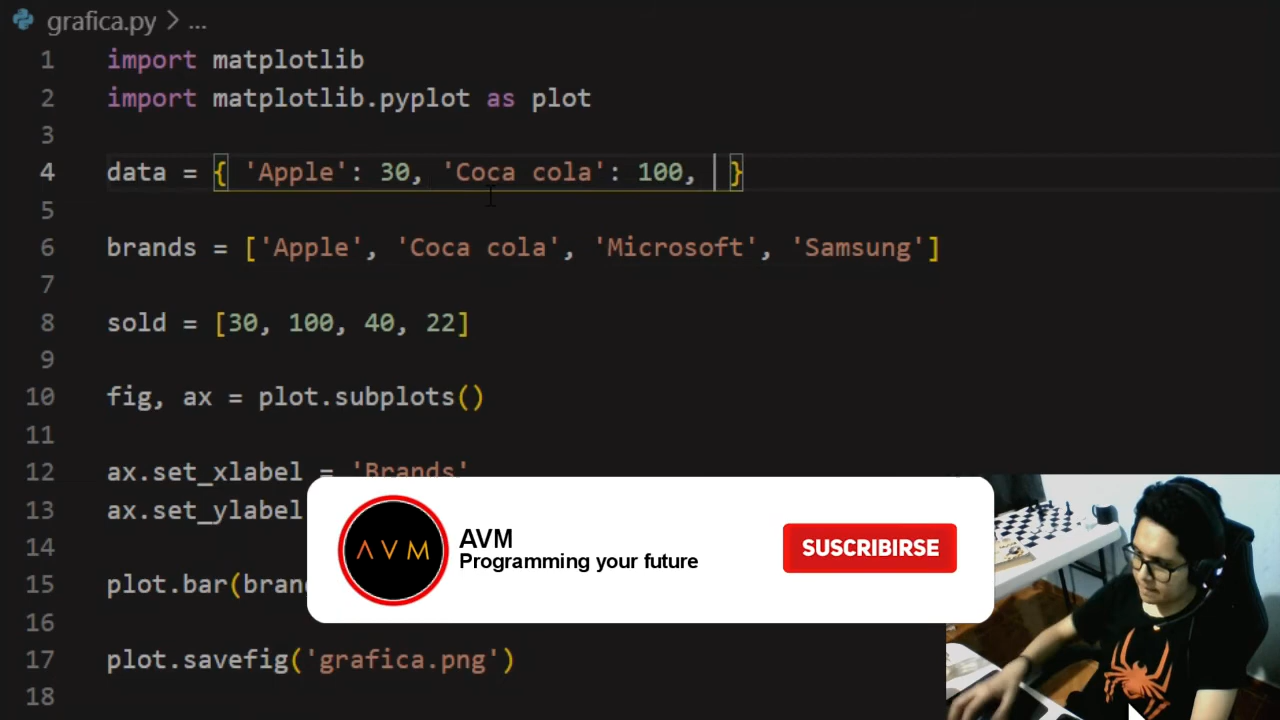 grafica.py > ...
1 import matplotlib
2 import matplotlib.pyplot as plot
3
4 data = { 'Apple': 30, 'Coca cola': 100, }
5
6 brands = ['Apple', 'Coca cola', 'Microsoft', 'Samsung']
7
8 sold = [30, 100, 40, 22]
9
10 fig, ax = plot.subplots()
11
12 ax.set_xlabel = 'Brands'
13 ax.set_ylabel
14
15 plot.bar(bran
16
17 plot.savefig('grafica.png')
18
AVM
AVM
Programming your future
SUSCRIBIRSE